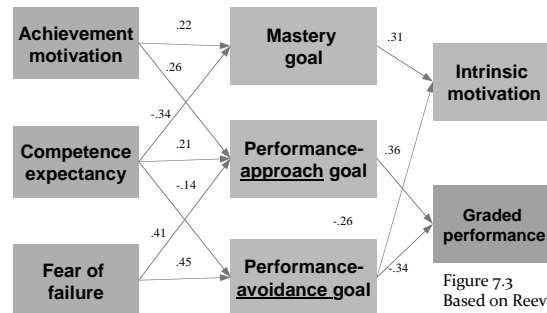 Achievement
motivation
Competence
expectancy
Fear of
failure
.22
.26
-.34
.21
-.14
.41
.45
Mastery
goal
Performance-
approach goal
Performance-
avoidance goal
.31
.36
-.26
-.34
Intrinsic
motivation
Graded
performance
Figure 7.3
Based on Reev